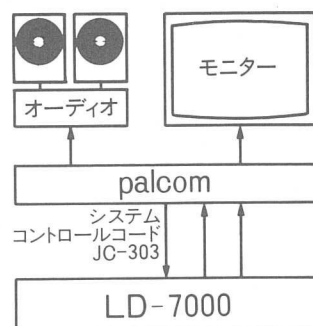 オーディオ
モニター
palcom
システム
コントロールコード
JC-303
LD-7000